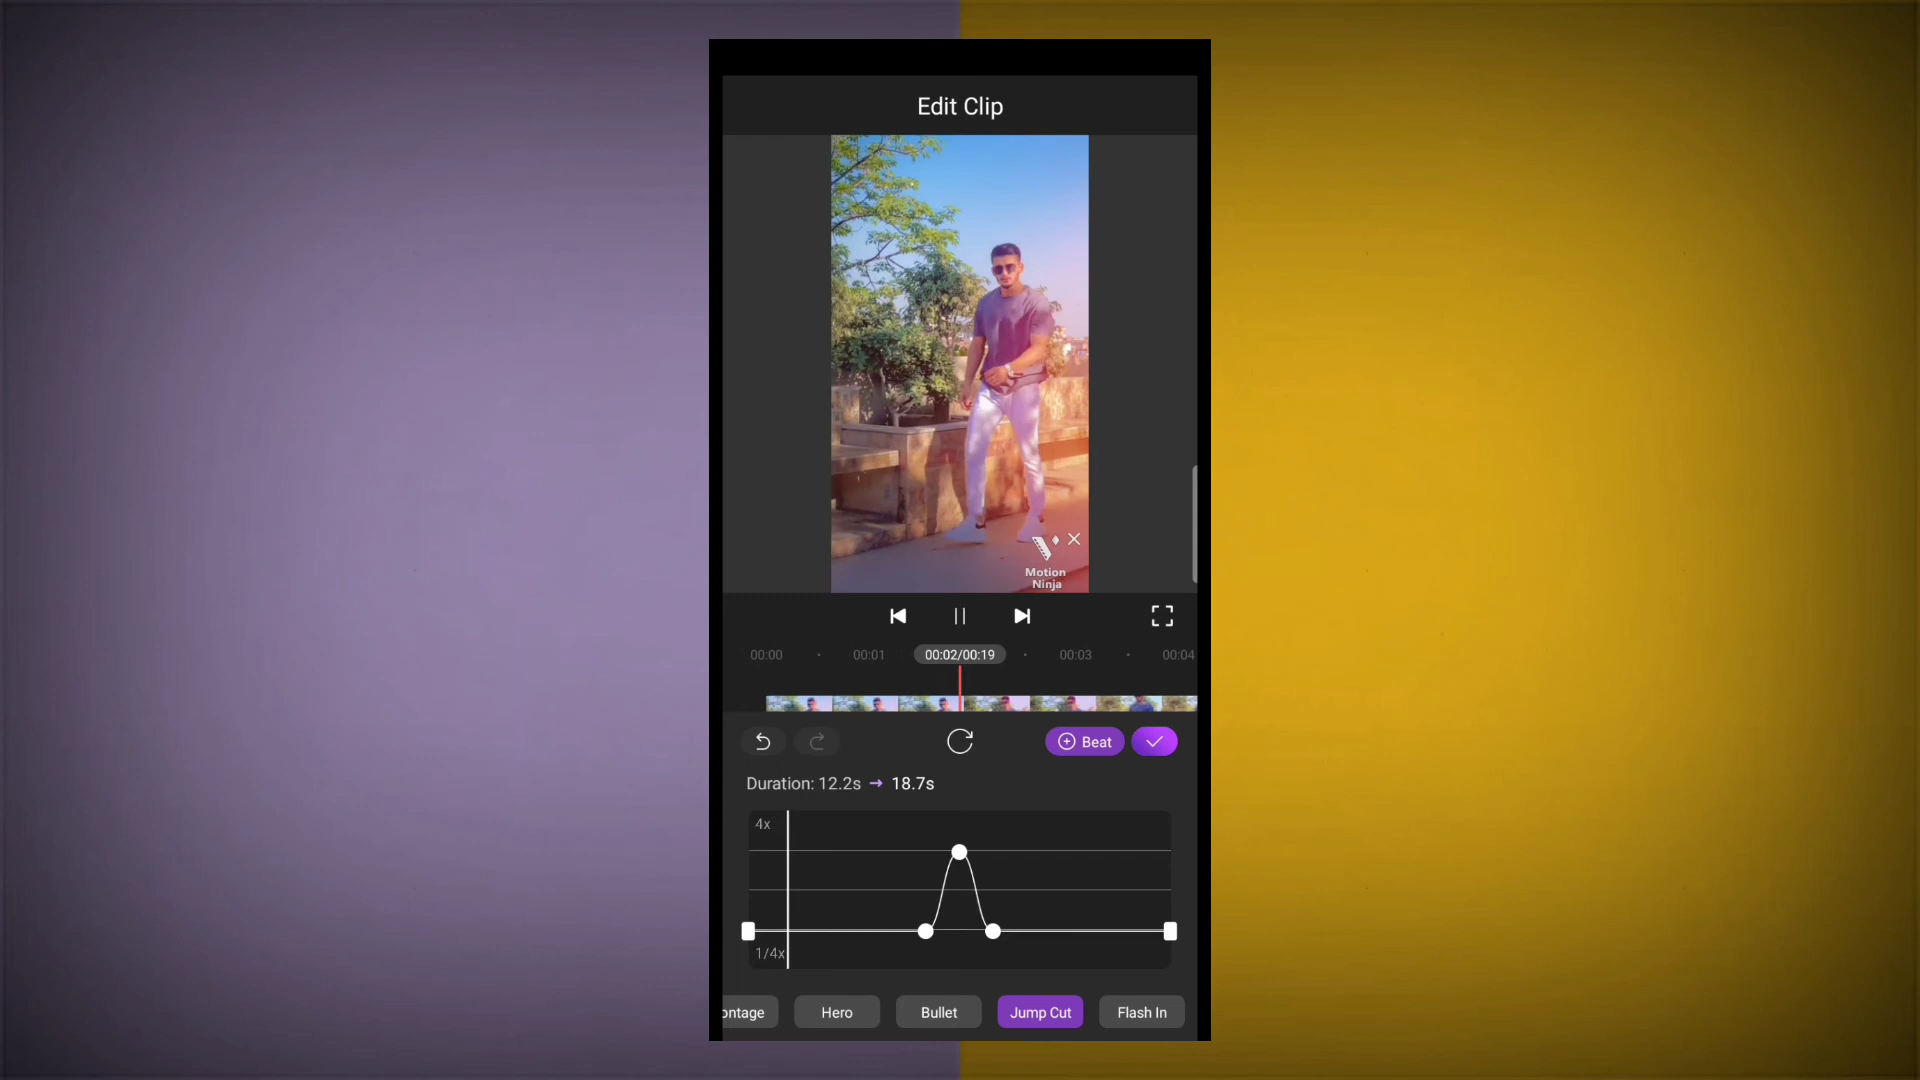 Edit Clip
Motion
Ninja
00:00
00:01
00:02/00:19
00:03
00:04
Beat
Duration: 12.2s → 18.7s
4x
1/4x
ontage
Hero
Bullet
Jump Cut
Flash In